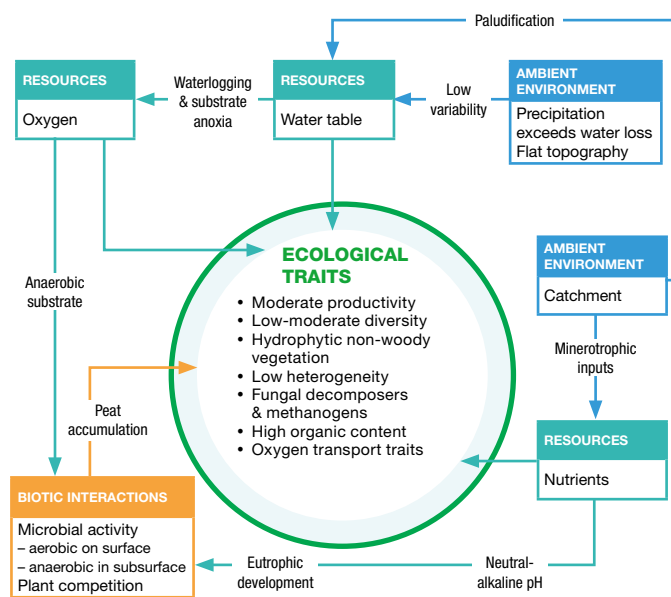 Paludification
RESOURCES
Oxygen
Waterlogging
& substrate
anoxia
RESOURCES
Water table
Low
variability
AMBIENT
ENVIRONMENT
Precipitation
exceeds water loss
Flat topography
ECOLOGICAL
TRAITS
• Moderate productivity
• Low-moderate diversity
• Hydrophytic non-woody
vegetation
• Low heterogeneity
• Fungal decomposers
& methanogens
• High organic content
• Oxygen transport traits
Anaerobic
substrate
AMBIENT
ENVIRONMENT
Catchment
Minerotrophic
inputs
Peat
accumulation
RESOURCES
Nutrients
BIOTIC INTERACTIONS
Microbial activity
– aerobic on surface
– anaerobic in subsurface
Plant competition
Eutrophic
development
Neutral-
alkaline pH